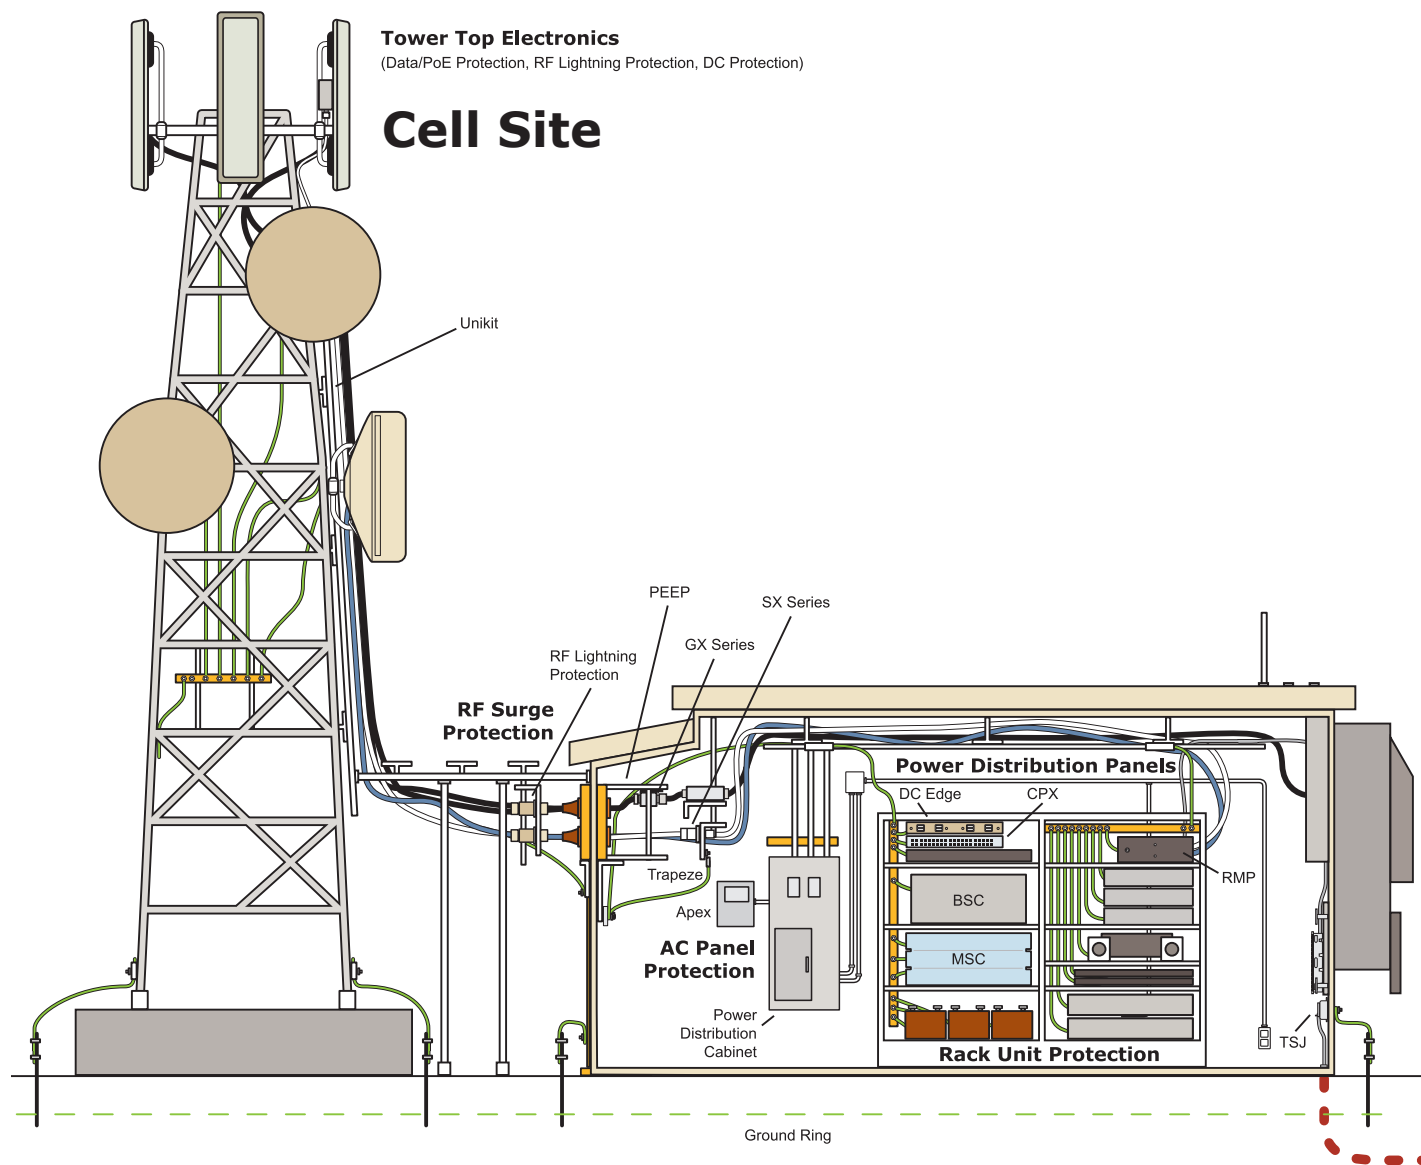 Tower Top Electronics
(Data/PoE Protection, RF Lightning Protection, DC Protection)
Cell Site
Unikit
PEEP
SX Series
GX Series
RF Lightning
Protection
RF Surge
Protection
Power Distribution Panels
DC Edge
CPX
Trapeze
RMP
BSC
Apex
AC Panel
Protection
MSC
Power
Distribution
Cabinet
TSJ
Rack Unit Protection
Ground Ring